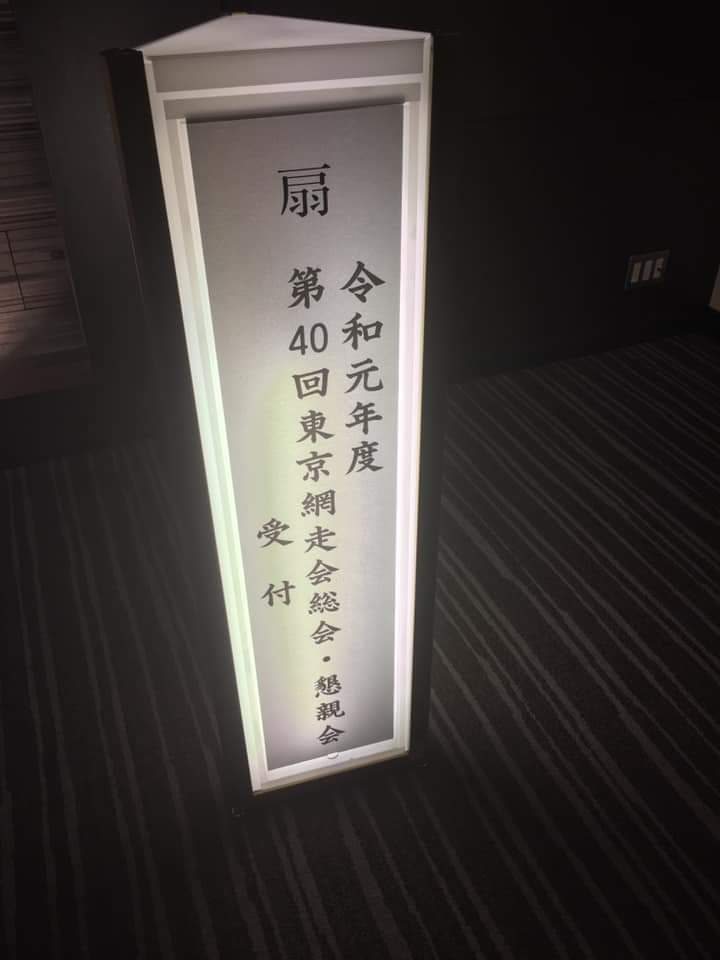 扇
令和元年度
第40回東京網走会総会・懇親会
受付